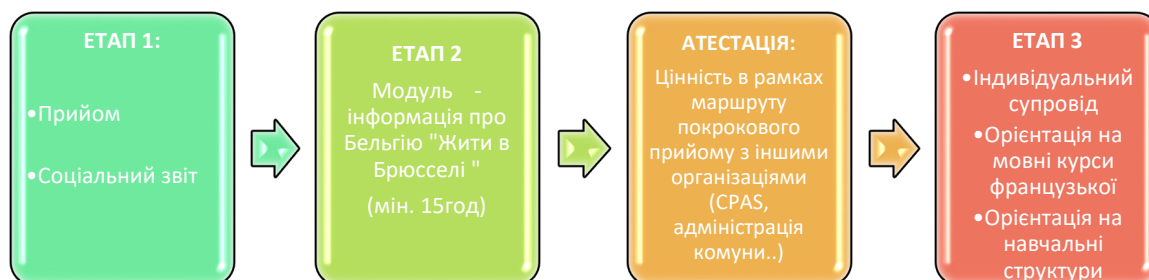 ЕТАП 1:
•Прийом
•Соціальний звіт
ЕТАП 2
Модуль -
інформація про
Бельгію "Жити в
Брюсселі "
(мін. 15год)
АТЕСТАЦІЯ:
Цінність в рамках
маршруту
покрокового
прийому з іншими
організаціями
(CPAS,
адміністрація
комуни..)
ЕТАП 3
•Індивідуальний
супровід
•Орієнтація на
мовні курси
французької
•Орієнтація на
навчальні
структури